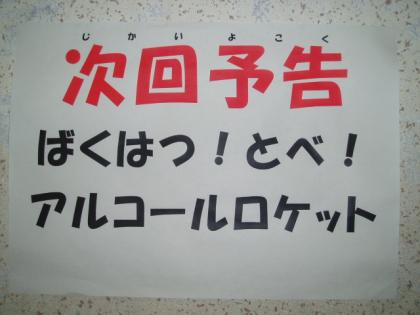 じかいよこく
次回予告
ばくはつ！とべ！
アルコールロケット